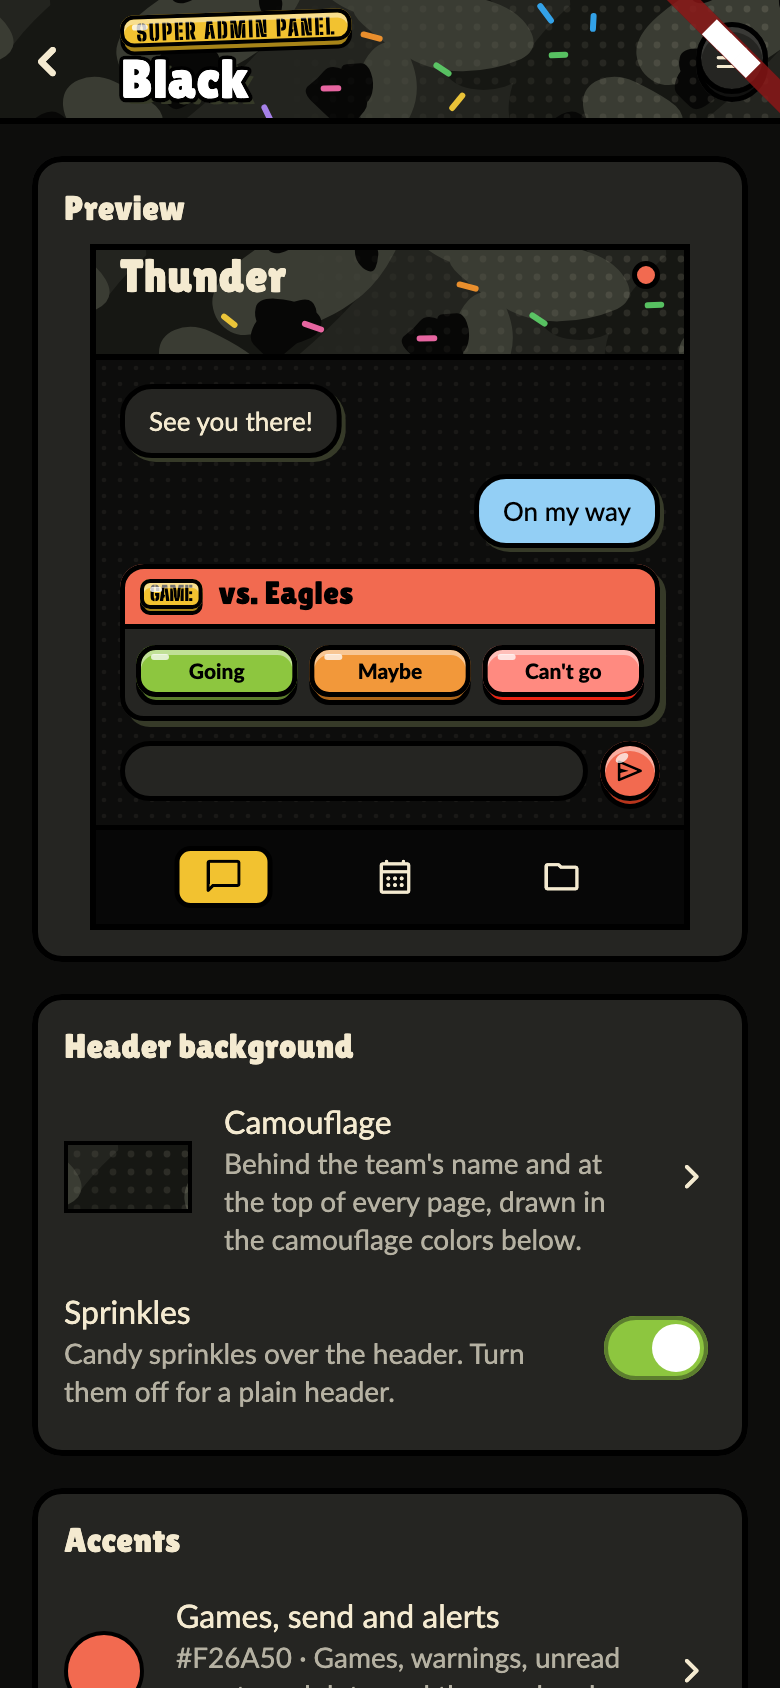 SUPER ADMIN PANEL
Black
Preview
Thunder
See you there!
On my way
GAME
vs. Eagles
Going
Maybe
Can't go
Header background
Camouflage
Behind the team's name and at
the top of every page, drawn in
the camouflage colors below.
Sprinkles
Candy sprinkles over the header. Turn
them off for a plain header.
Accents
Games, send and alerts
#F26A50 · Games, warnings, unread